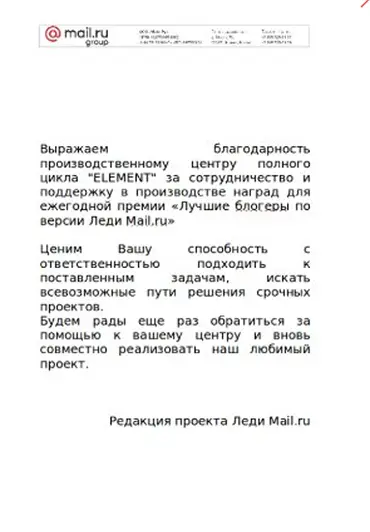 @mail.ru
group
Выражаем благодарность
производственному центру полного
цикла "ELEMENT" за сотрудничество и
поддержку в производстве наград для
ежегодной премии «Лучшие блогеры по
версии Леди Mail.ru»
Ценим Вашу способность с
ответственностью подходить к
поставленным задачам, искать
всевозможные пути решения срочных
проектов.
Будем рады еще раз обратиться за
помощью к вашему центру и вновь
совместно реализовать наш любимый
проект.
Редакция проекта Леди Mail.ru